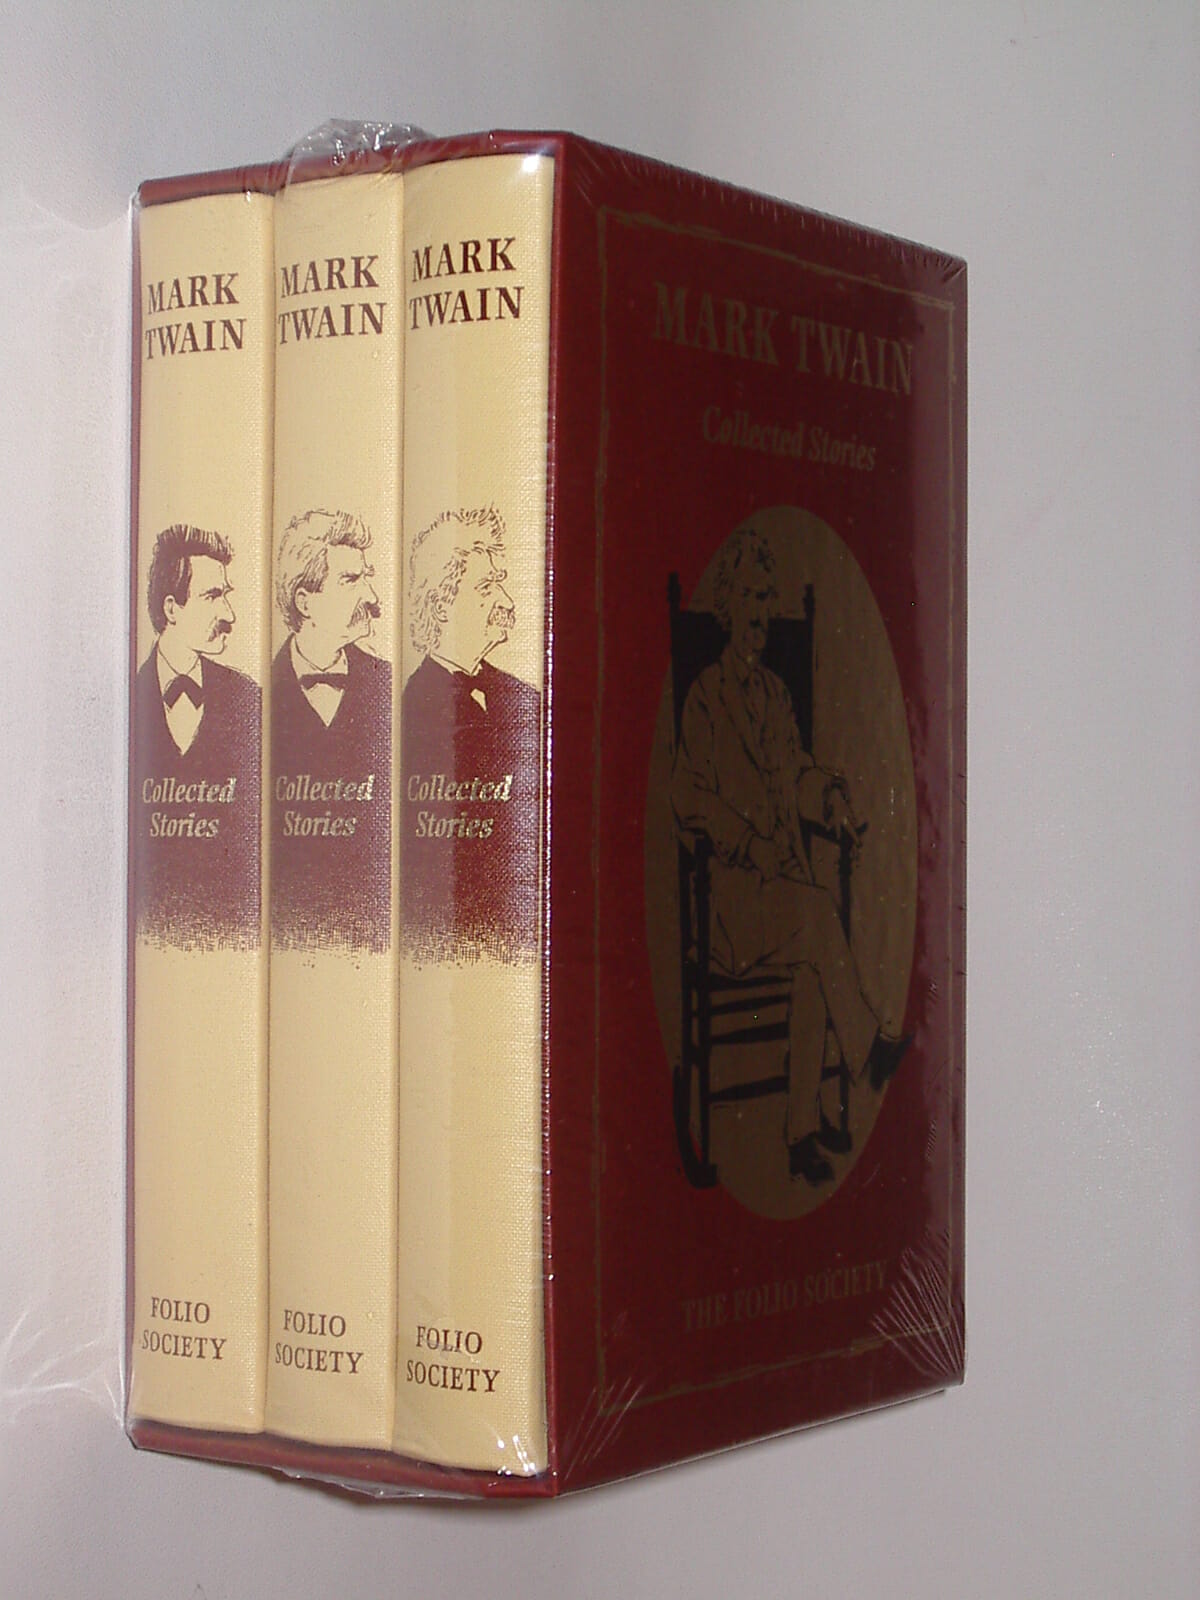 MARK
TWAIN
Collected
Stories
FOLIO
SOCIETY
MARK
TWAIN
Collected
Stories
FOLIO
SOCIETY
MARK
TWAIN
Collected
Stories
FOLIO
SOCIETY
MARK TWAIN
Collected Stories
THE FOLIO SOCIETY